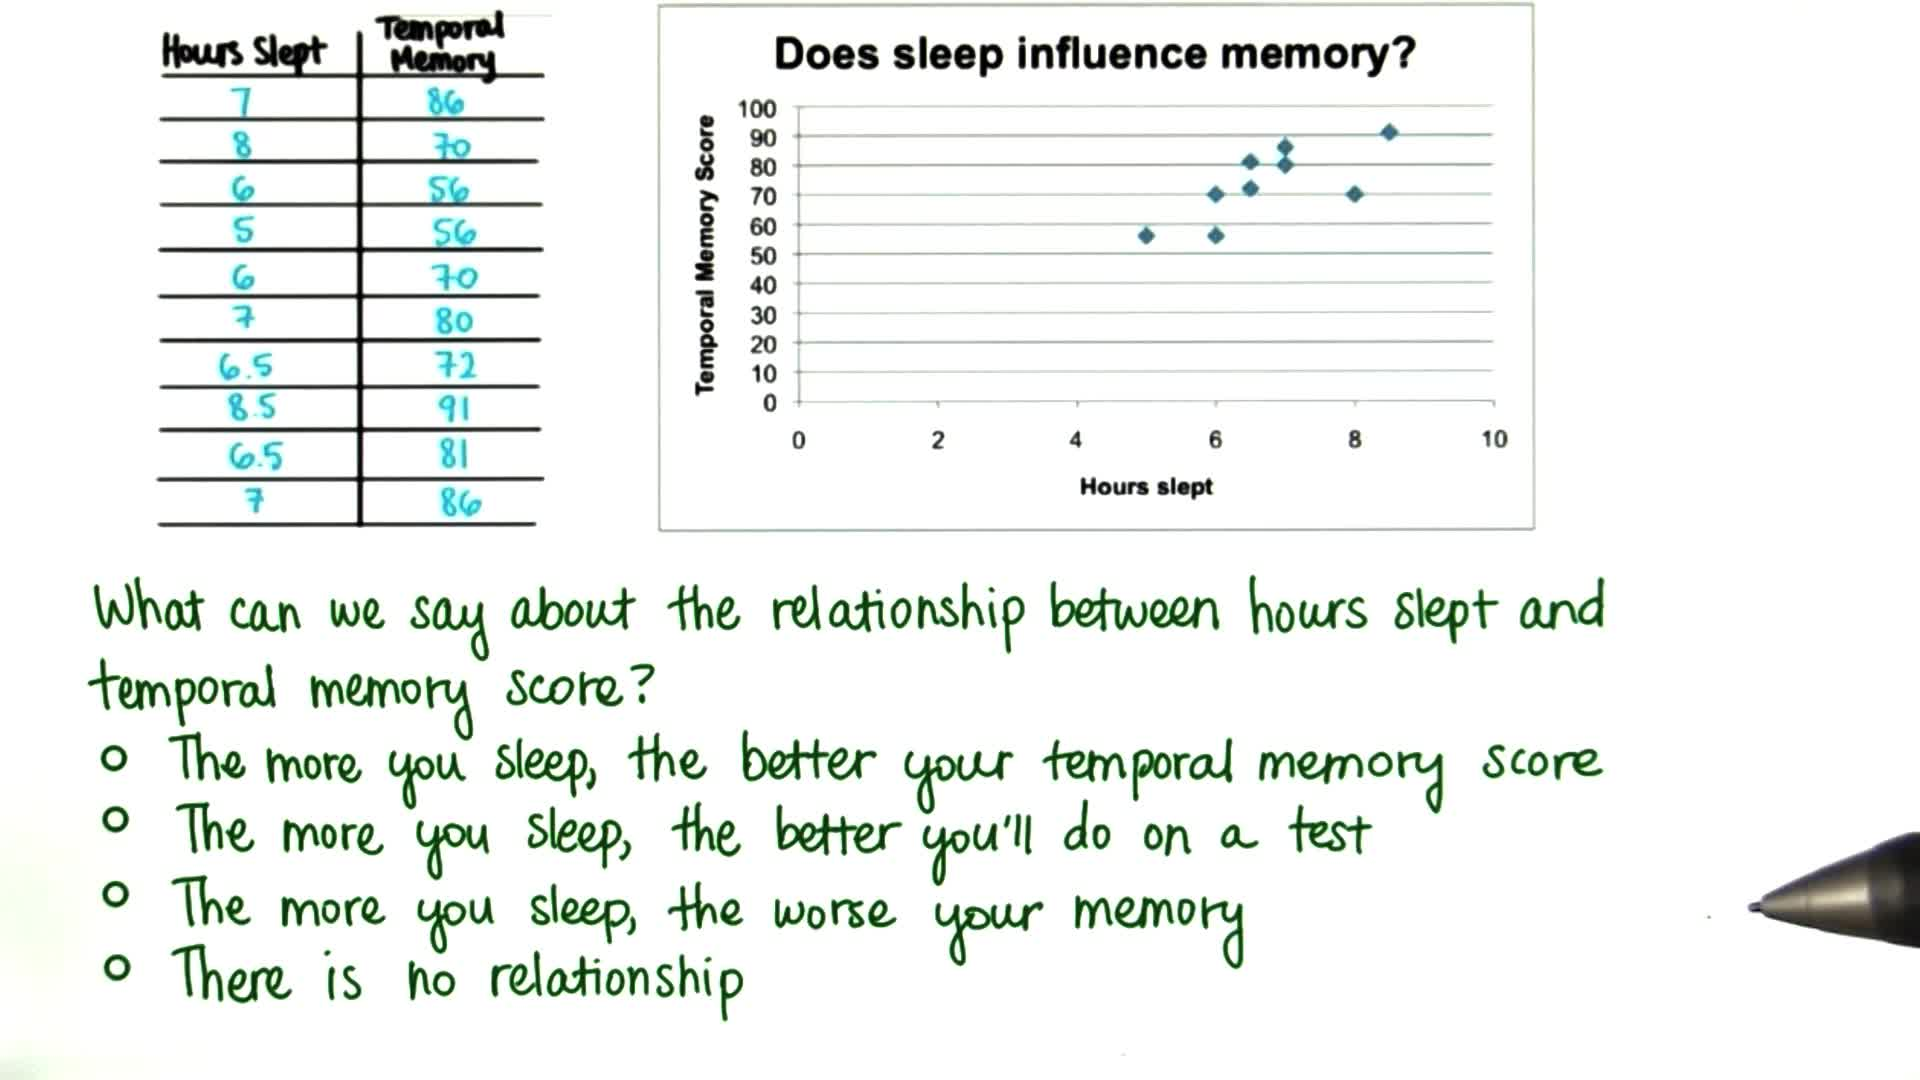 Hours Slept | Temporal Memory
7 | 86
8 | 70
6 | 56
5 | 56
6 | 70
7 | 80
6.5 | 72
8.5 | 91
6.5 | 81
7 | 86
Does sleep influence memory?
Temporal Memory Score
100
90
80
70
60
50
40
30
20
10
0
0 2 4 6 8 10
Hours slept
What can we say about the relationship between hours slept and
temporal memory score?
The more you sleep, the better your temporal memory score
The more you sleep, the better you'll do on a test
The more you sleep, the worse your memory
There is no relationship